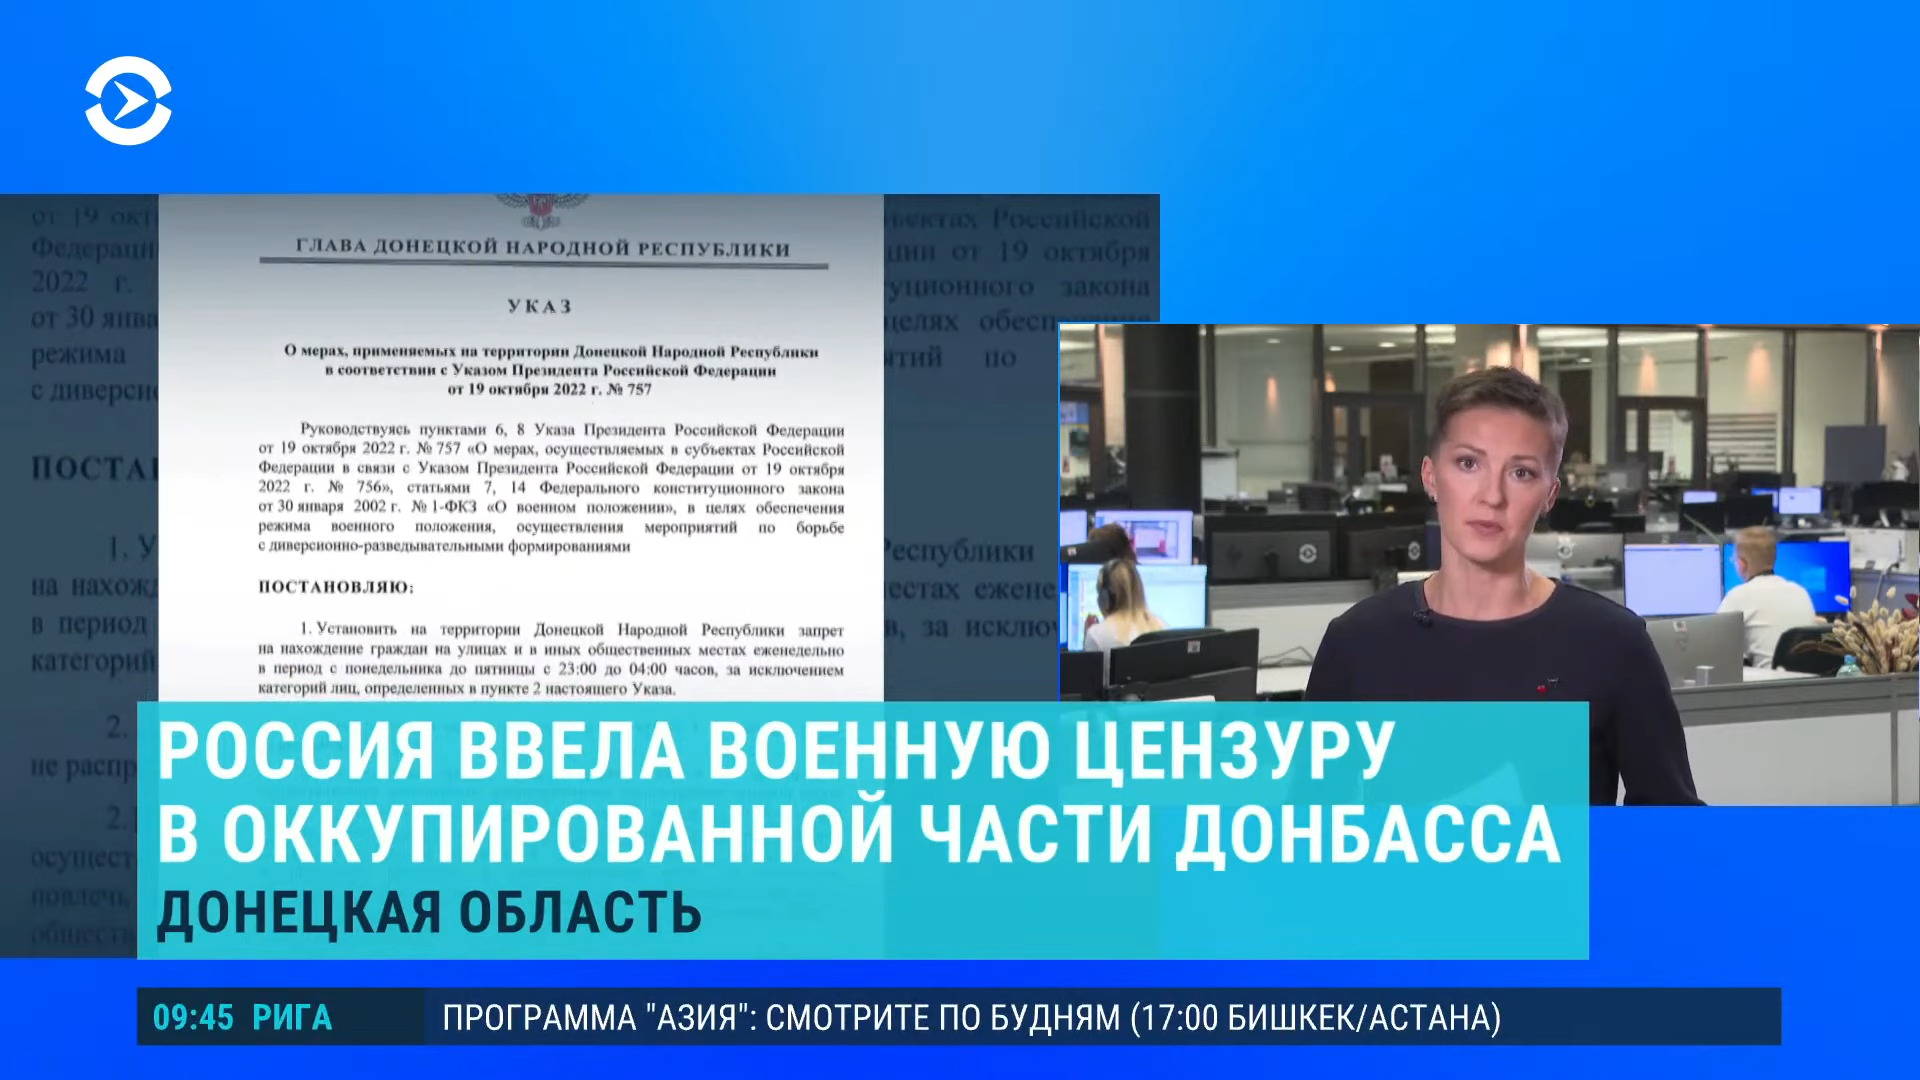 ГЛАВА ДОНЕЦКОЙ НАРОДНОЙ РЕСПУБЛИКИ
УКАЗ
О мерах, применяемых на территории Донецкой Народной Республики
в соответствии с Указом Президента Российской Федерации
от 19 октября 2022 г. № 757
Руководствуясь пунктами 6, 8 Указа Президента Российской Федерации
от 19 октября 2022 г. № 757 «О мерах, осуществляемых в субъектах Российской
Федерации в связи с Указом Президента Российской Федерации от 19 октября
2022 г. № 756», статьями 7, 14 Федерального конституционного закона
от 30 января 2002 г. № 1-ФКЗ «О военном положении», в целях обеспечения
режима военного положения, осуществления мероприятий по борьбе
с диверсионно-разведывательными формированиями
ПОСТАНОВЛЯЮ:
1. Установить на территории Донецкой Народной Республики запрет
на нахождение граждан на улицах и в иных общественных местах еженедельно
в период с понедельника до пятницы с 23:00 до 04:00 часов, за исключением
категорий лиц, определенных в пункте 2 настоящего Указа.
РОССИЯ ВВЕЛА ВОЕННУЮ ЦЕНЗУРУ
В ОККУПИРОВАННОЙ ЧАСТИ ДОНБАССА
ДОНЕЦКАЯ ОБЛАСТЬ
09:45 РИГА
ПРОГРАММА "АЗИЯ": СМОТРИТЕ ПО БУДНЯМ (17:00 БИШКЕК/АСТАНА)